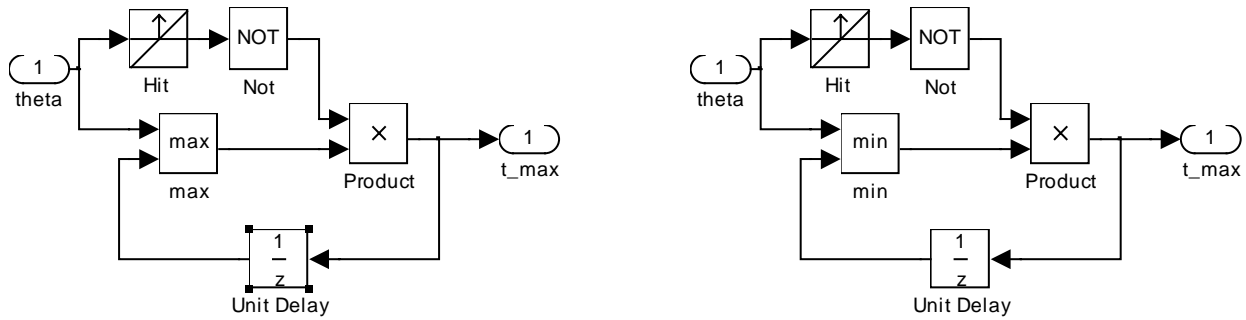 NOT
1
Hit
Not
theta
max
×
1
max
Product
t_max
1
z
Unit Delay
NOT
1
Hit
Not
theta
min
×
1
min
Product
t_max
1
z
Unit Delay